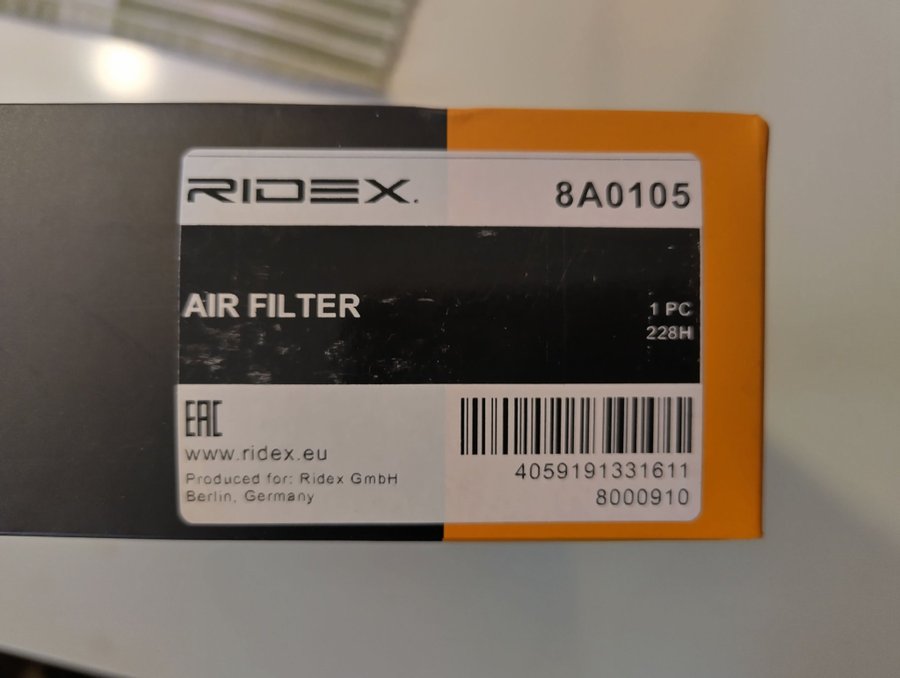 RIDEX.
8A0105
AIR FILTER
1 PC
228H
EAC
www.ridex.eu
Produced for: Ridex GmbH
Berlin, Germany
4059191331611
8000910